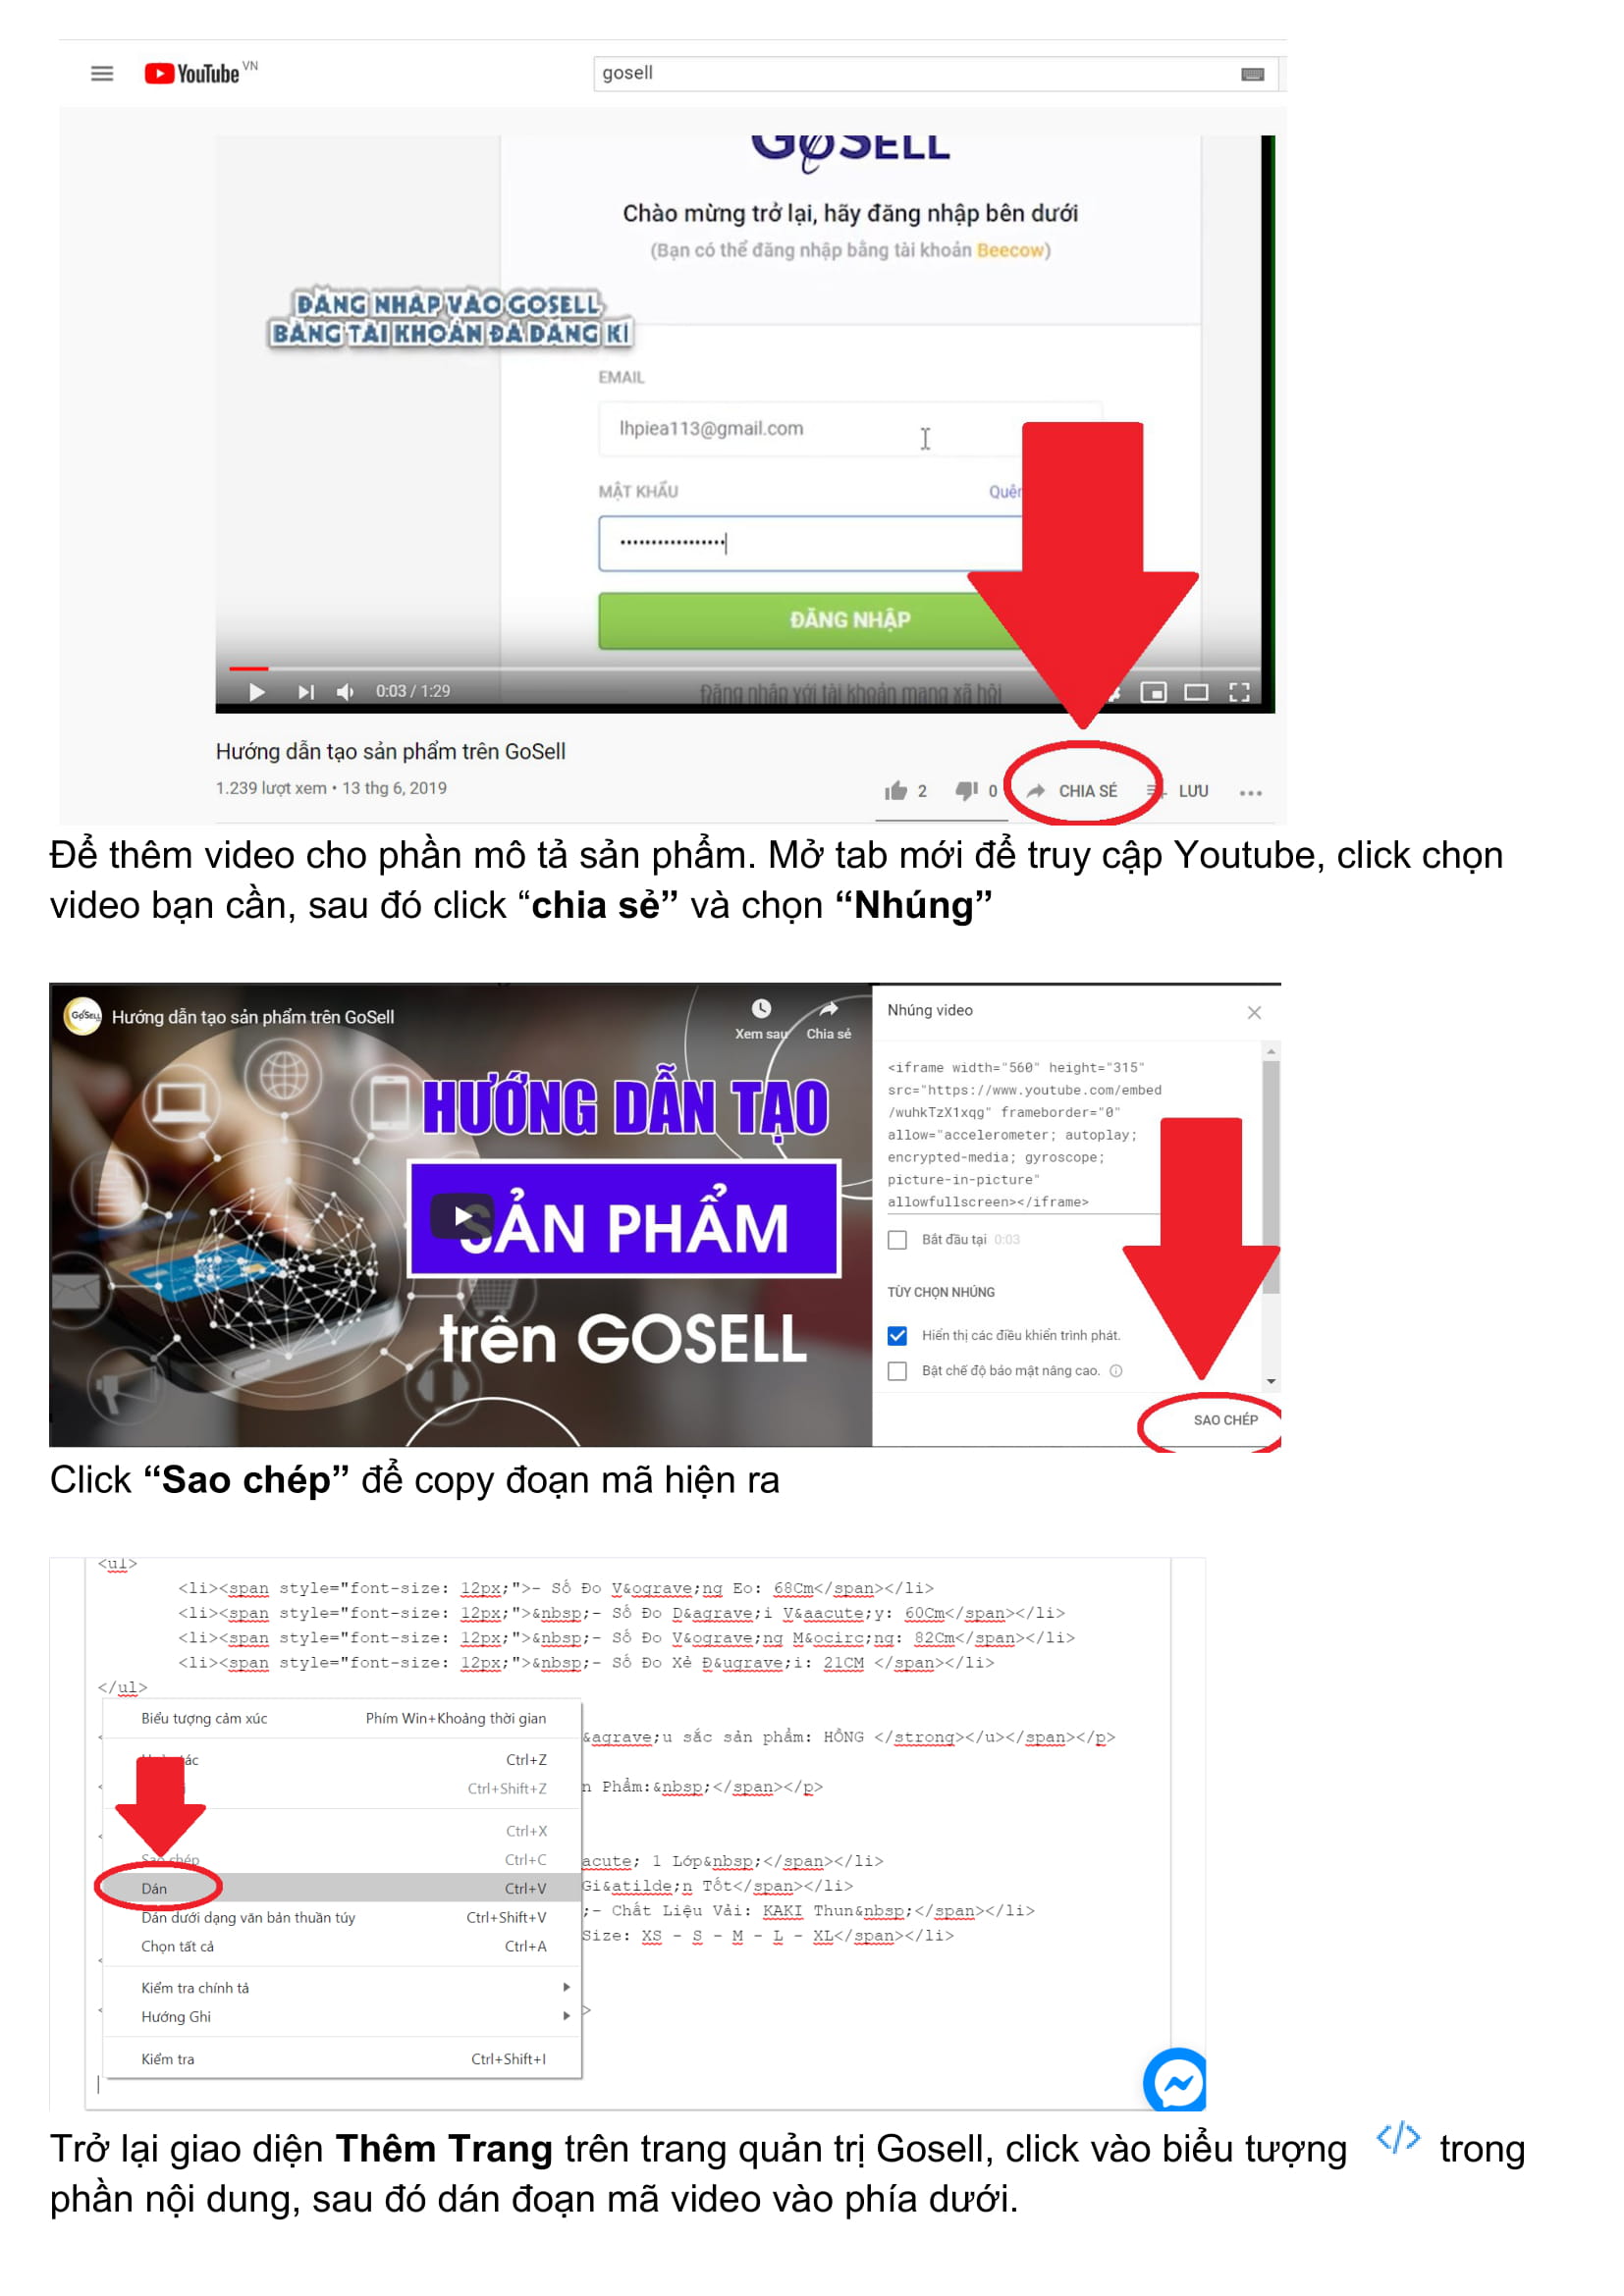 YouTube VN
gosell
GOSELL
Chào mừng trở lại, hãy đăng nhập bên dưới
(Bạn có thể đăng nhập bằng tài khoản Beecow)
ĐĂNG NHẬP VÀO GOSELL
BẰNG TÀI KHOẢN ĐÃ ĐĂNG KÍ
EMAIL
lhpiea113@gmail.com
MẬT KHẨU
Quên
ĐĂNG NHẬP
Đăng nhập với tài khoản mạng xã hội
0:03 / 1:29
Hướng dẫn tạo sản phẩm trên GoSell
1.239 lượt xem • 13 thg 6, 2019
2 0 CHIA SẺ LƯU
Để thêm video cho phần mô tả sản phẩm. Mở tab mới để truy cập Youtube, click chọn
video bạn cần, sau đó click “chia sẻ” và chọn “Nhúng”
GoSell Hướng dẫn tạo sản phẩm trên GoSell
Xem sau Chia sẻ
HƯỚNG DẪN TẠO
SẢN PHẨM
trên GOSELL
Nhúng video
<iframe width="560" height="315"
src="https://www.youtube.com/embed
/wuhkTzX1xqg" frameborder="0"
allow="accelerometer; autoplay;
encrypted-media; gyroscope;
picture-in-picture"
allowfullscreen></iframe>
Bắt đầu tại 0:03
TÙY CHỌN NHÚNG
Hiển thị các điều khiển trình phát.
Bật chế độ bảo mật nâng cao.
SAO CHÉP
Click “Sao chép” để copy đoạn mã hiện ra
<ul>
<li><span style="font-size: 12px;">- Số Đo V&ograve;ng Eo: 68Cm</span></li>
<li><span style="font-size: 12px;">&nbsp;- Số Đo D&agrave;i V&aacute;y: 60Cm</span></li>
<li><span style="font-size: 12px;">&nbsp;- Số Đo V&ograve;ng M&ocirc;ng: 82Cm</span></li>
<li><span style="font-size: 12px;">&nbsp;- Số Đo Xẻ Đ&ugrave;i: 21CM </span></li>
</ul>
Biểu tượng cảm xúc Phím Win+Khoảng thời gian
&agrave;u sắc sản phẩm: HỒNG </strong></u></span></p>
tác Ctrl+Z
Ctrl+Shift+Z
n Phẩm:&nbsp;</span></p>
Ctrl+X
Sao chép Ctrl+C
acute; 1 Lớp&nbsp;</span></li>
Dán Ctrl+V
Gi&atilde;n Tốt</span></li>
Dán dưới dạng văn bản thuần túy Ctrl+Shift+V
;- Chất Liệu Vải: KAKI Thun&nbsp;</span></li>
Chọn tất cả Ctrl+A
Size: XS - S - M - L - XL</span></li>
Kiểm tra chính tả
Hướng Ghi
>
Kiểm tra Ctrl+Shift+I
Trở lại giao diện Thêm Trang trên trang quản trị Gosell, click vào biểu tượng </> trong
phần nội dung, sau đó dán đoạn mã video vào phía dưới.